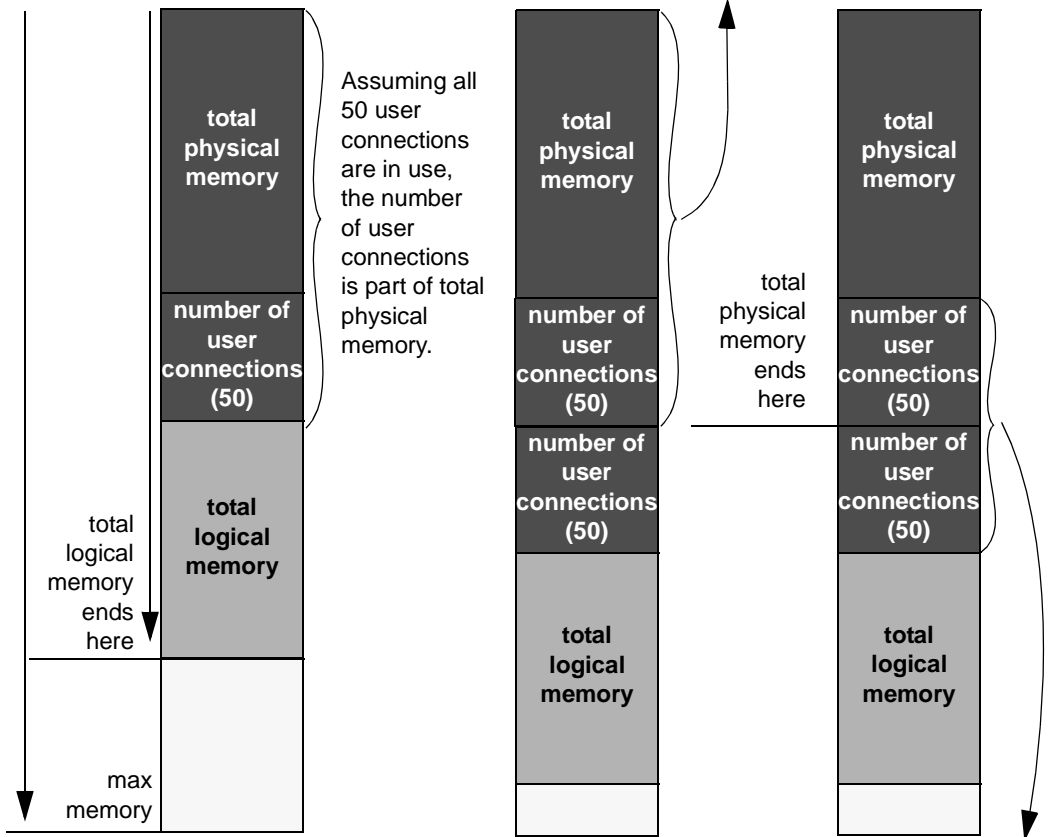 total
physical
memory
number of
user
connections
(50)
total
logical
memory
Assuming all
50 user
connections
are in use,
the number
of user
connections
is part of total
physical
memory.
total
logical
memory
ends
here
max
memory
total
physical
memory
number of
user
connections
(50)
number of
user
connections
(50)
total
logical
memory
total
physical
memory
ends
here
total
physical
memory
number of
user
connections
(50)
number of
user
connections
(50)
total
logical
memory